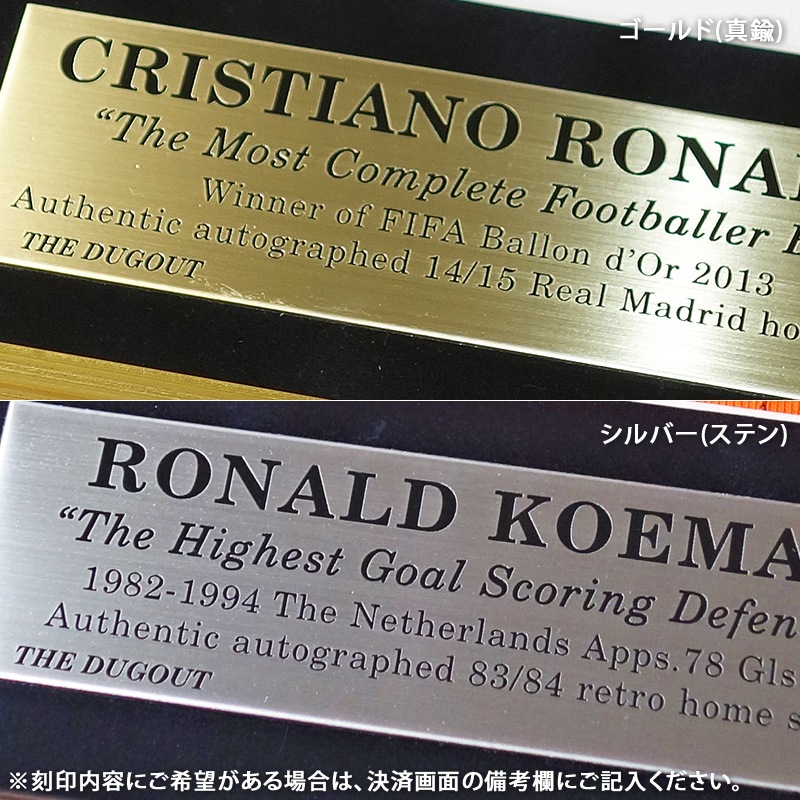 ゴールド(真鍮)
CRISTIANO RONAL
“The Most Complete Footballer E
Winner of FIFA Ballon d’Or 2013
Authentic autographed 14/15 Real Madrid ho
THE DUGOUT
シルバー(ステン)
RONALD KOEMA
“The Highest Goal Scoring Defen
1982-1994 The Netherlands Apps.78 Gls
Authentic autographed 83/84 retro home s
THE DUGOUT
※刻印内容にご希望がある場合は、決済画面の備考欄にご記入ください。